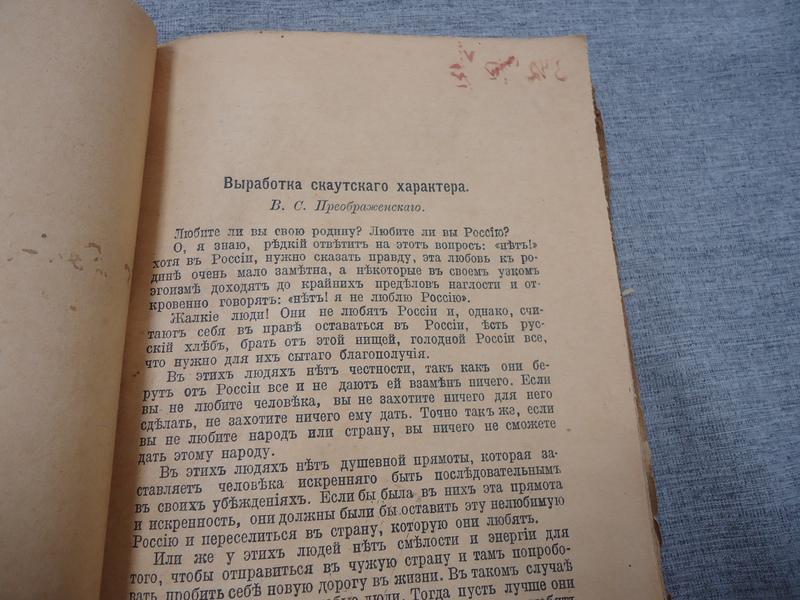 Выработка скаутскаго характера.
В. С. Преображенскаго.
Любите ли вы свою родину? Любите ли вы Россію?
О, я знаю, рѣдкій отвѣтит на этотъ вопросъ: «нѣтъ!»
хотя въ Россіи, нужно сказать правду, эта любовь къ ро-
динѣ очень мало замѣтна, а нѣкоторые въ своемъ узкомъ
эгоизмѣ доходятъ до крайнихъ предѣловъ наглости и от-
кровенно говорятъ: «нѣтъ! я не люблю Россію».
Жалкіе люди! Они не любятъ Россіи и, однако, счи-
таютъ себя въ правѣ оставаться въ Россіи, ѣсть рус-
скій хлѣбъ, брать отъ этой нищей, голодной Россіи все,
что нужно для ихъ сытаго благополучія.
Въ этихъ людяхъ нѣтъ честности, такъ какъ они бе-
рутъ отъ Россіи все и не даютъ ей взамѣнъ ничего. Если
вы не любите человѣка, вы не захотите ничего для него
сдѣлать, не захотите ничего ему дать. Точно такъ же, если
вы не любите народъ или страну, вы ничего не сможете
дать этому народу.
Въ этихъ людяхъ нѣтъ душевной прямоты, которая за-
ставляетъ человѣка искренняго быть послѣдовательнымъ
въ своихъ убѣжденіяхъ. Если бы была въ нихъ эта прямота
и искренность, они должны были бы оставить эту нелюбимую
Россію и переселиться въ страну, которую они любятъ.
Или же у этихъ людей нѣтъ смѣлости и энергіи для
того, чтобы отправиться въ чужую страну и тамъ попробо-
вать пробить себѣ новую дорогу въ жизни. Въ такомъ случаѣ
люди. Тогда пусть лучше они